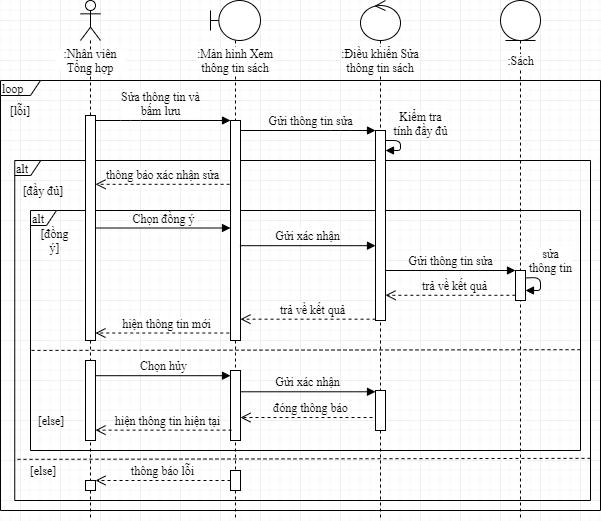 :Nhân viên
Tổng hợp
:Màn hình Xem
thông tin sách
:Điều khiển Sửa
thông tin sách
:Sách
loop
[lỗi]
Sửa thông tin và
bấm lưu
Gửi thông tin sửa
Kiểm tra
tính đầy đủ
alt
[đầy đủ]
thông báo xác nhận sửa
alt
[đồng
ý]
Chọn đồng ý
Gửi xác nhận
Gửi thông tin sửa
sửa
thông tin
trả về kết quả
trả về kết quả
hiện thông tin mới
Chọn hủy
Gửi xác nhận
[else]
đóng thông báo
hiện thông tin hiện tại
[else]
thông báo lỗi